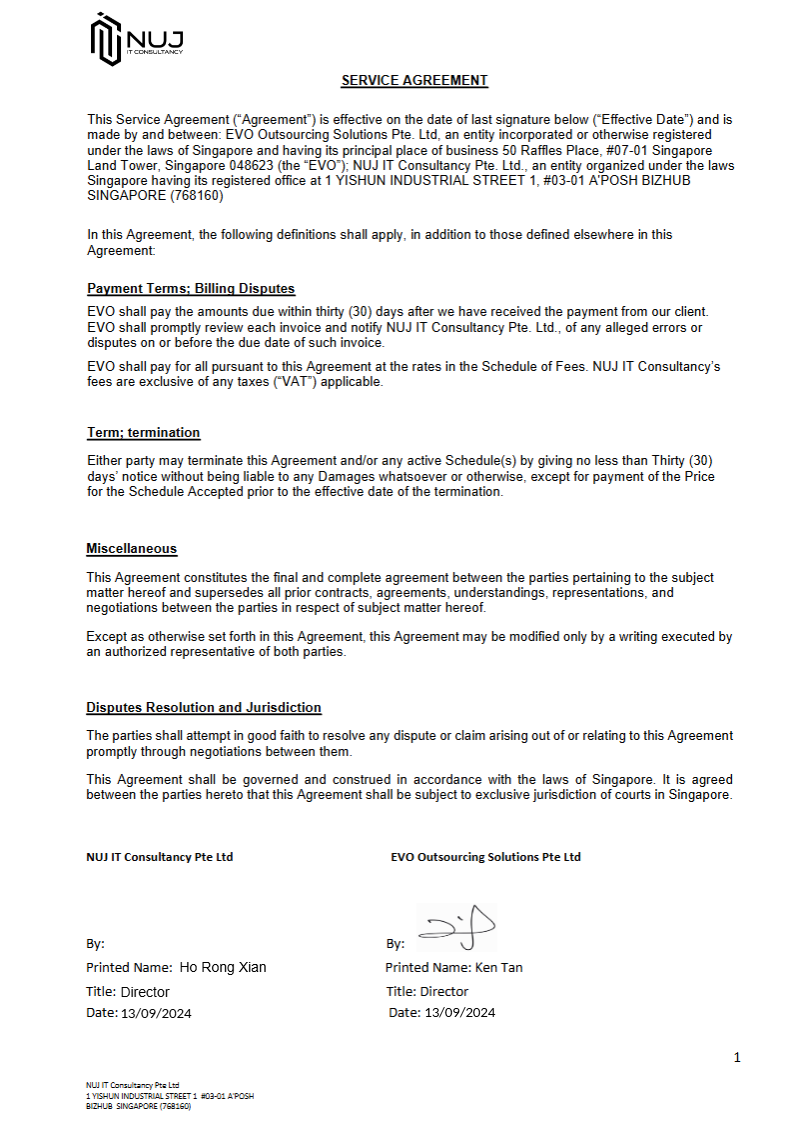 NUJ
IT CONSULTANCY
SERVICE AGREEMENT
This Service Agreement (“Agreement”) is effective on the date of last signature below (“Effective Date”) and is
made by and between: EVO Outsourcing Solutions Pte. Ltd, an entity incorporated or otherwise registered
under the laws of Singapore and having its principal place of business 50 Raffles Place, #07-01 Singapore
Land Tower, Singapore 048623 (the “EVO”); NUJ IT Consultancy Pte. Ltd., an entity organized under the laws
Singapore having its registered office at 1 YISHUN INDUSTRIAL STREET 1, #03-01 A'POSH BIZHUB
SINGAPORE (768160)
In this Agreement, the following definitions shall apply, in addition to those defined elsewhere in this
Agreement:
Payment Terms; Billing Disputes
EVO shall pay the amounts due within thirty (30) days after we have received the payment from our client.
EVO shall promptly review each invoice and notify NUJ IT Consultancy Pte. Ltd., of any alleged errors or
disputes on or before the due date of such invoice.
EVO shall pay for all pursuant to this Agreement at the rates in the Schedule of Fees. NUJ IT Consultancy’s
fees are exclusive of any taxes (“VAT”) applicable.
Term; termination
Either party may terminate this Agreement and/or any active Schedule(s) by giving no less than Thirty (30)
days’ notice without being liable to any Damages whatsoever or otherwise, except for payment of the Price
for the Schedule Accepted prior to the effective date of the termination.
Miscellaneous
This Agreement constitutes the final and complete agreement between the parties pertaining to the subject
matter hereof and supersedes all prior contracts, agreements, understandings, representations, and
negotiations between the parties in respect of subject matter hereof.
Except as otherwise set forth in this Agreement, this Agreement may be modified only by a writing executed by
an authorized representative of both parties.
Disputes Resolution and Jurisdiction
The parties shall attempt in good faith to resolve any dispute or claim arising out of or relating to this Agreement
promptly through negotiations between them.
This Agreement shall be governed and construed in accordance with the laws of Singapore. It is agreed
between the parties hereto that this Agreement shall be subject to exclusive jurisdiction of courts in Singapore.
NUJ IT Consultancy Pte Ltd EVO Outsourcing Solutions Pte Ltd
By: By:
Printed Name: Ho Rong Xian Printed Name: Ken Tan
Title: Director Title: Director
Date: 13/09/2024 Date: 13/09/2024
1
NUJ IT Consultancy Pte Ltd
1 YISHUN INDUSTRIAL STREET 1 #03-01 A'POSH
BIZHUB SINGAPORE (768160)